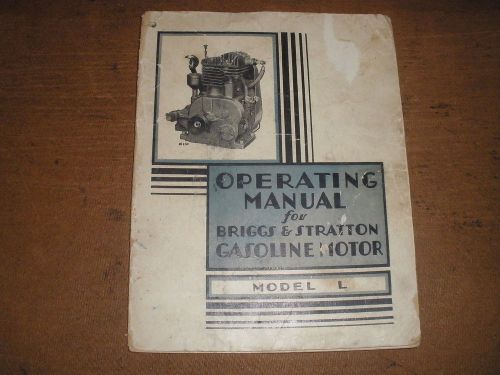 OPERATING
MANUAL
for
BRIGGS & STRATTON
GASOLINE MOTOR
MODEL L